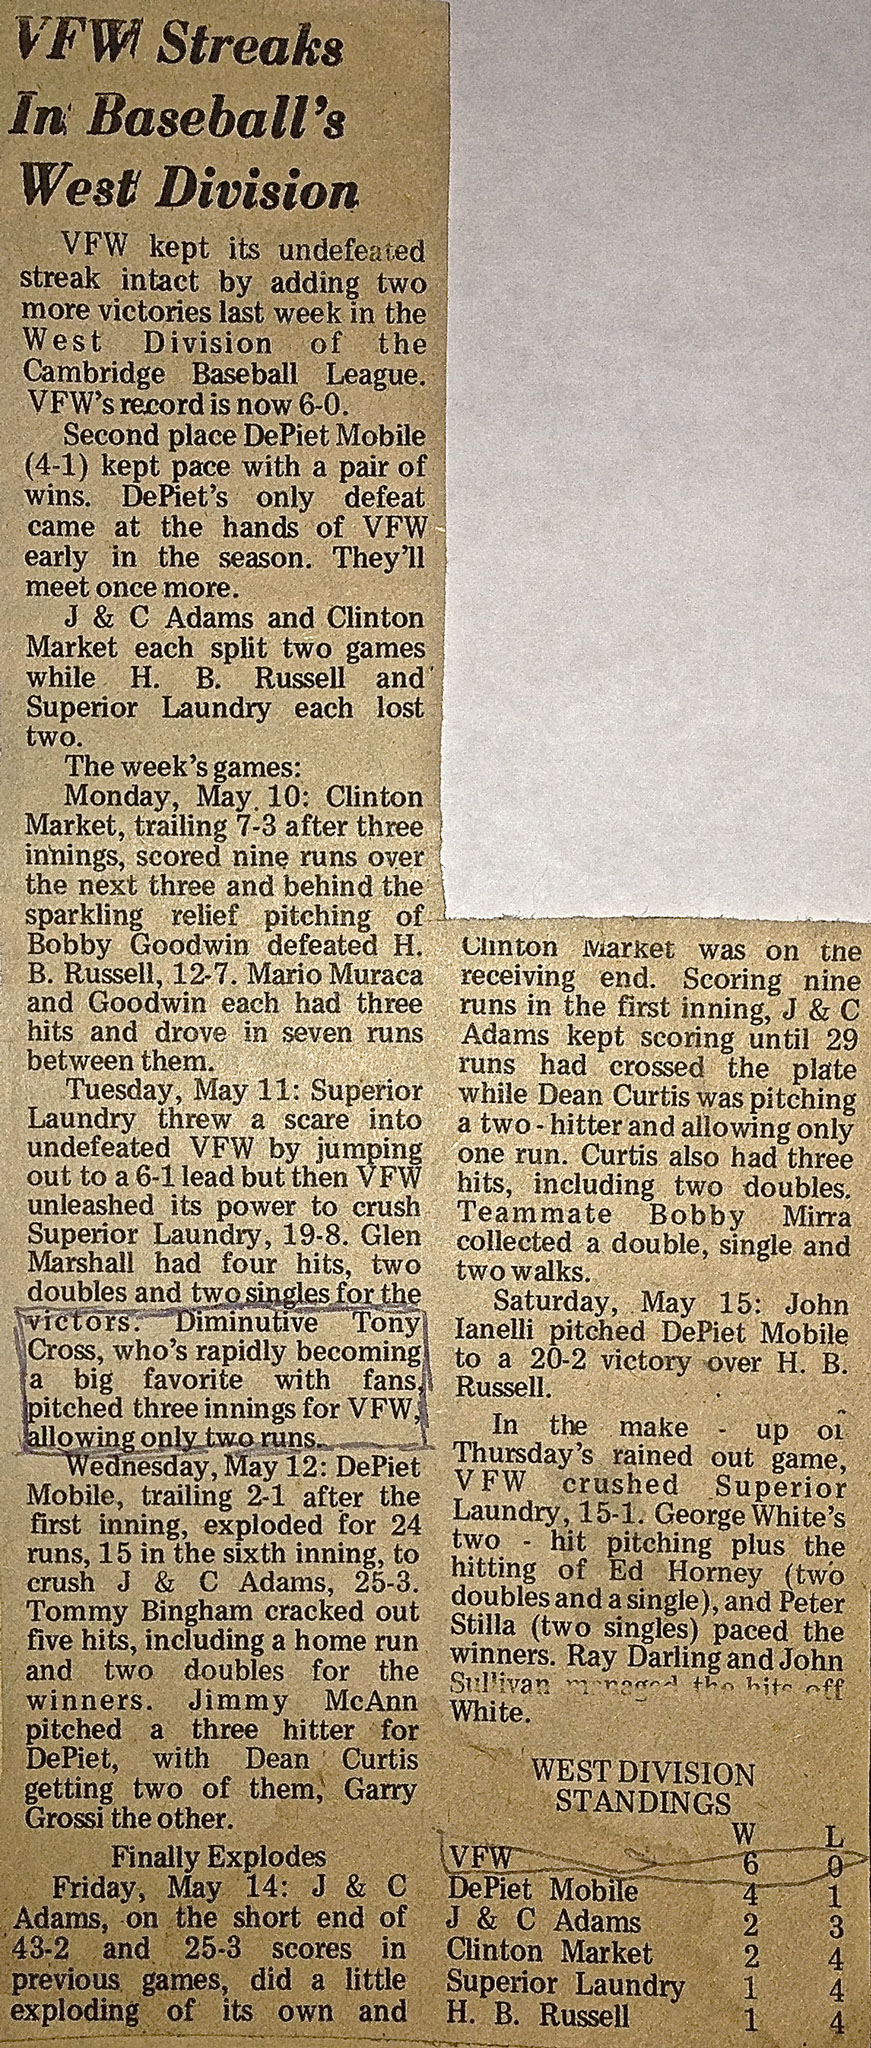 VFW Streaks
In Baseball's
West Division
VFW kept its undefeated
streak intact by adding two
more victories last week in the
West Division of the
Cambridge Baseball League.
VFW's record is now 6-0.
Second place DePiet Mobile
(4-1) kept pace with a pair of
wins. DePiet's only defeat
came at the hands of VFW
early in the season. They'll
meet once more.
J & C Adams and Clinton
Market each split two games
while H. B. Russell and
Superior Laundry each lost
two.
The week's games:
Monday, May 10: Clinton
Market, trailing 7-3 after three
innings, scored nine runs over
the next three and behind the
sparkling relief pitching of
Bobby Goodwin defeated H.
B. Russell, 12-7. Mario Muraca
and Goodwin each had three
hits and drove in seven runs
between them.
Tuesday, May 11: Superior
Laundry threw a scare into
undefeated VFW by jumping
out to a 6-1 lead but then VFW
unleashed its power to crush
Superior Laundry, 19-8. Glen
Marshall had four hits, two
doubles and two singles for the
victors. Diminutive Tony
Cross, who's rapidly becoming
a big favorite with fans,
pitched three innings for VFW,
allowing only two runs.
Wednesday, May 12: DePiet
Mobile, trailing 2-1 after the
first inning, exploded for 24
runs, 15 in the sixth inning, to
crush J & C Adams, 25-3.
Tommy Bingham cracked out
five hits, including a home run
and two doubles for the
winners. Jimmy McAnn
pitched a three hitter for
DePiet, with Dean Curtis
getting two of them, Garry
Grossi the other.
Finally Explodes
Friday, May 14: J & C
Adams, on the short end of
43-2 and 25-3 scores in
previous games, did a little
exploding of its own and
Clinton Market was on the
receiving end. Scoring nine
runs in the first inning, J & C
Adams kept scoring until 29
runs had crossed the plate
while Dean Curtis was pitching
a two - hitter and allowing only
one run. Curtis also had three
hits, including two doubles.
Teammate Bobby Mirra
collected a double, single and
two walks.
Saturday, May 15: John
Ianelli pitched DePiet Mobile
to a 20-2 victory over H. B.
Russell.
In the make - up of
Thursday's rained out game,
VFW crushed Superior
Laundry, 15-1. George White's
two - hit pitching plus the
hitting of Ed Horney (two
doubles and a single), and Peter
Stilla (two singles) paced the
winners. Ray Darling and John
Sullivan managed the hits off
White.
WEST DIVISION
STANDINGS
W L
VFW 6 0
DePiet Mobile 4 1
J & C Adams 2 3
Clinton Market 2 4
Superior Laundry 1 4
H. B. Russell 1 4